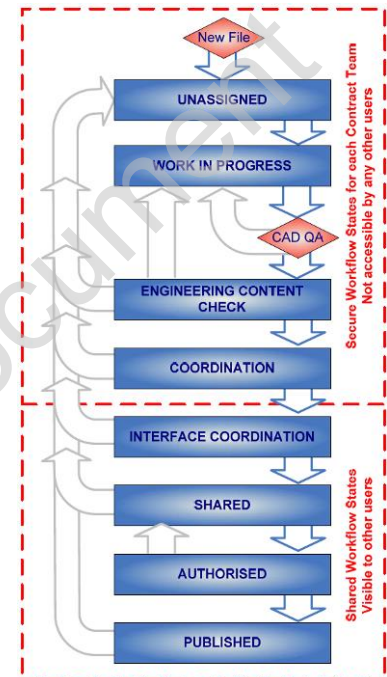 New File
UNASSIGNED
WORK IN PROGRESS
CAD QA
ENGINEERING CONTENT
CHECK
COORDINATION
INTERFACE COORDINATION
SHARED
AUTHORISED
PUBLISHED
Secure Workflow States for each Contract Team
Not accessible by any other users
Shared Workflow States
Visible to other users
ocument